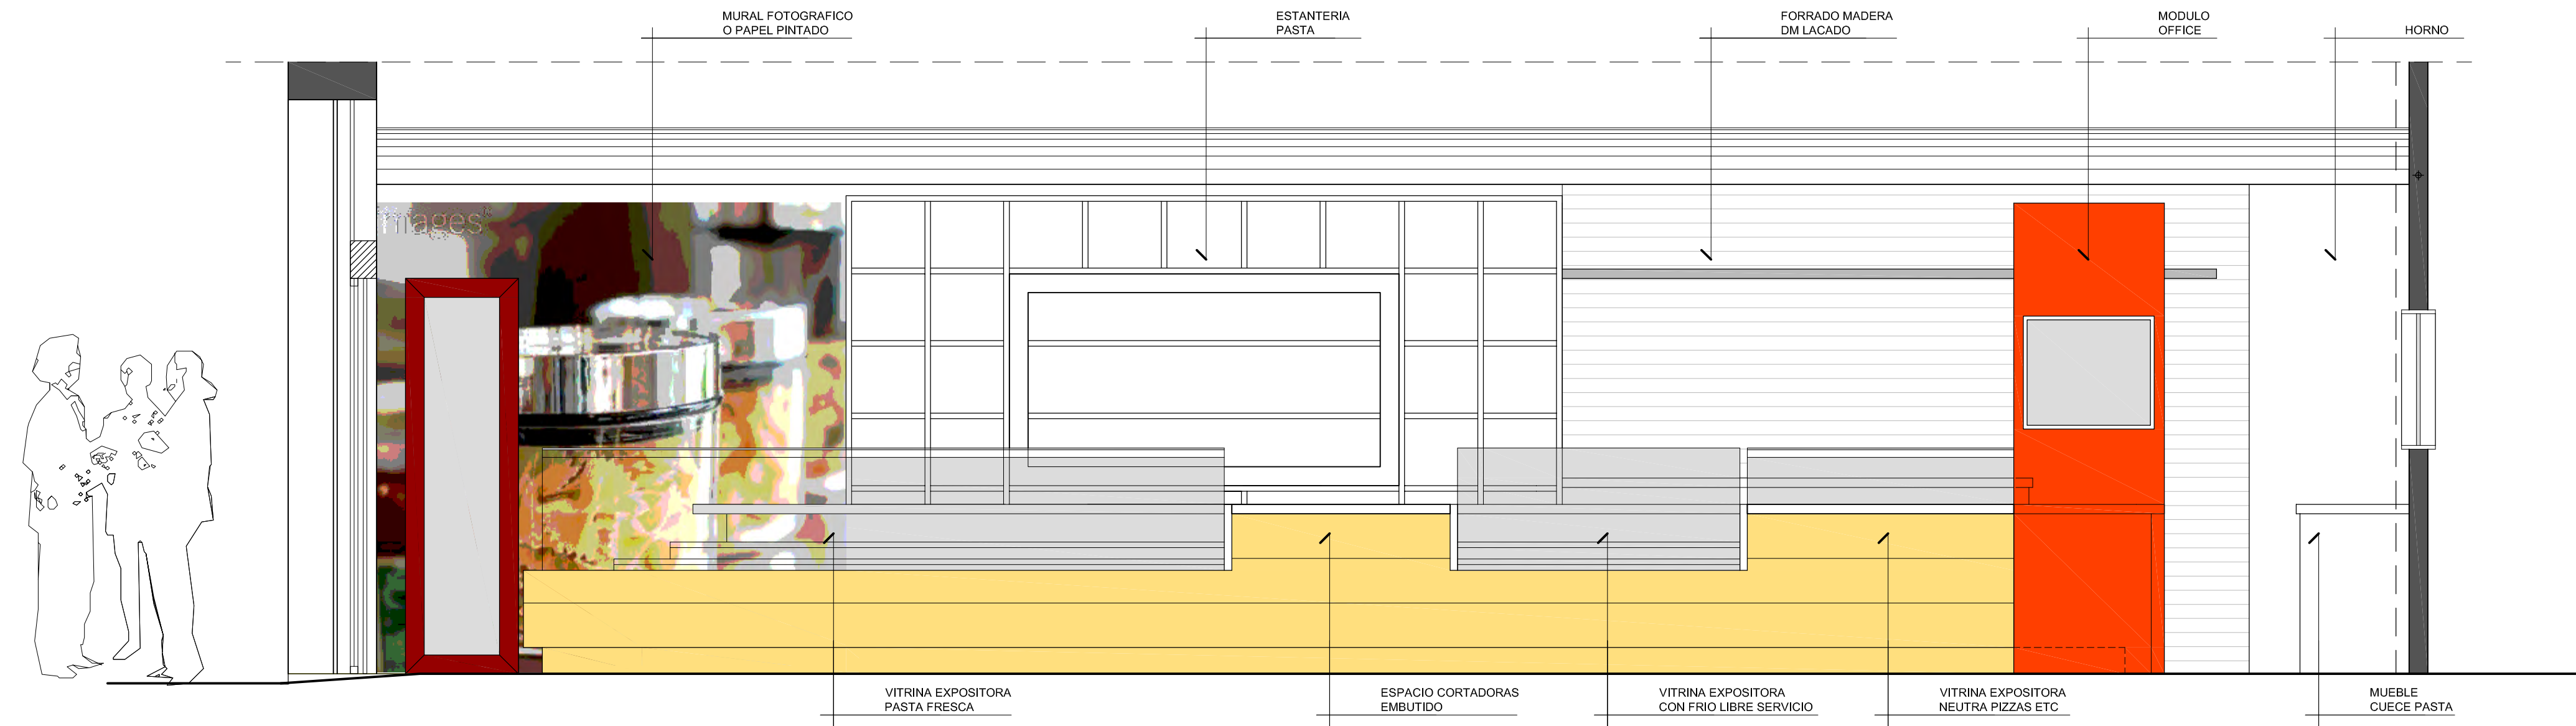 MURAL FOTOGRAFICO
O PAPEL PINTADO
ESTANTERIA
PASTA
FORRADO MADERA
DM LACADO
MODULO
OFFICE
HORNO
images
VITRINA EXPOSITORA
PASTA FRESCA
ESPACIO CORTADORAS
EMBUTIDO
VITRINA EXPOSITORA
CON FRIO LIBRE SERVICIO
VITRINA EXPOSITORA
NEUTRA PIZZAS ETC
MUEBLE
CUECE PASTA